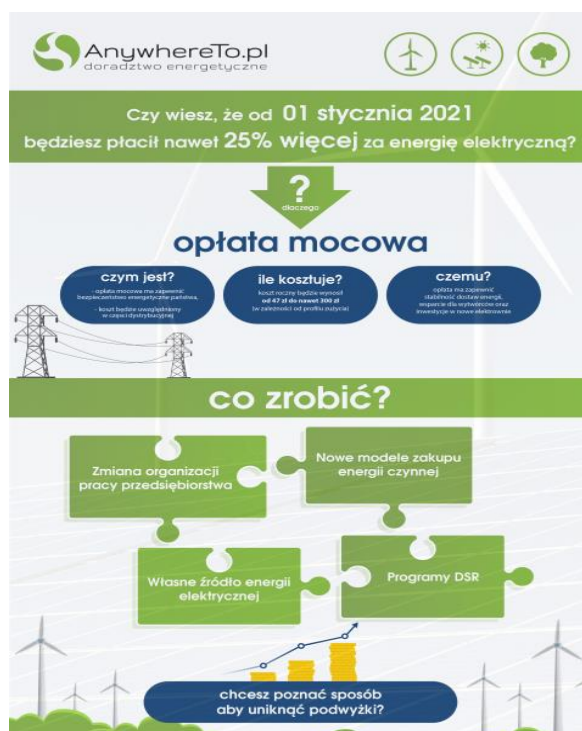 AnywhereTo.pl
doradztwo energetyczne
Czy wiesz, że od 01 stycznia 2021
będziesz płacił nawet 25% więcej za energię elektryczną?
?
dlaczego
opłata mocowa
czym jest?
- opłata mocowa ma zapewnić
bezpieczeństwo energetyczne państwa,
- koszt będzie uwzględniony
w części dystrybucyjnej
ile kosztuje?
koszt roczny będzie wynosił
od 47 zł do nawet 300 zł
(w zależności od profilu zużycia)
czemu?
opłata ma zapewnić
stabilność dostaw energii,
wsparcie dla wytwórców oraz
inwestycje w nowe elektrownie
co zrobić?
Zmiana organizacji
pracy przedsiębiorstwa
Nowe modele zakupu
energii czynnej
Własne źródło energii
elektrycznej
Programy DSR
chcesz poznać sposób
aby uniknąć podwyżki?